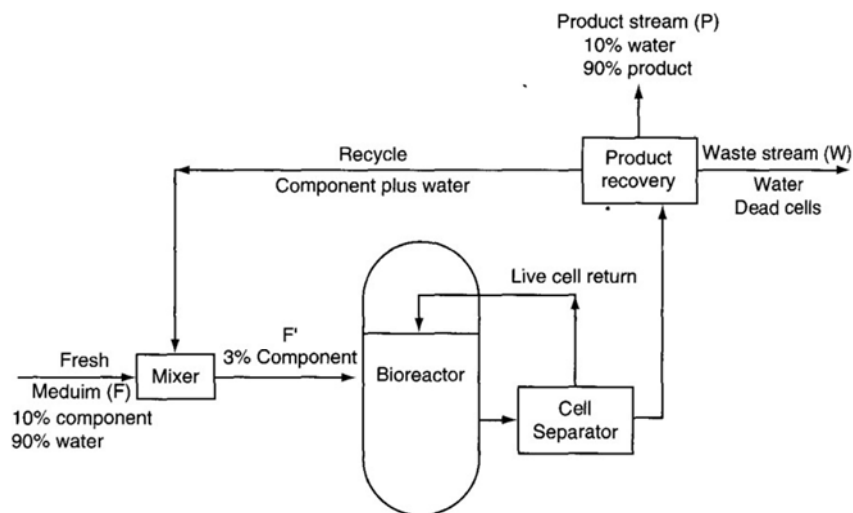 Product stream (P)
10% water
90% product
Recycle
Component plus water
Product
recovery
Waste stream (W)
Water
Dead cells
Live cell return
F'
3% Component
Fresh
Meduim (F)
10% component
90% water
Mixer
Bioreactor
Cell
Separator